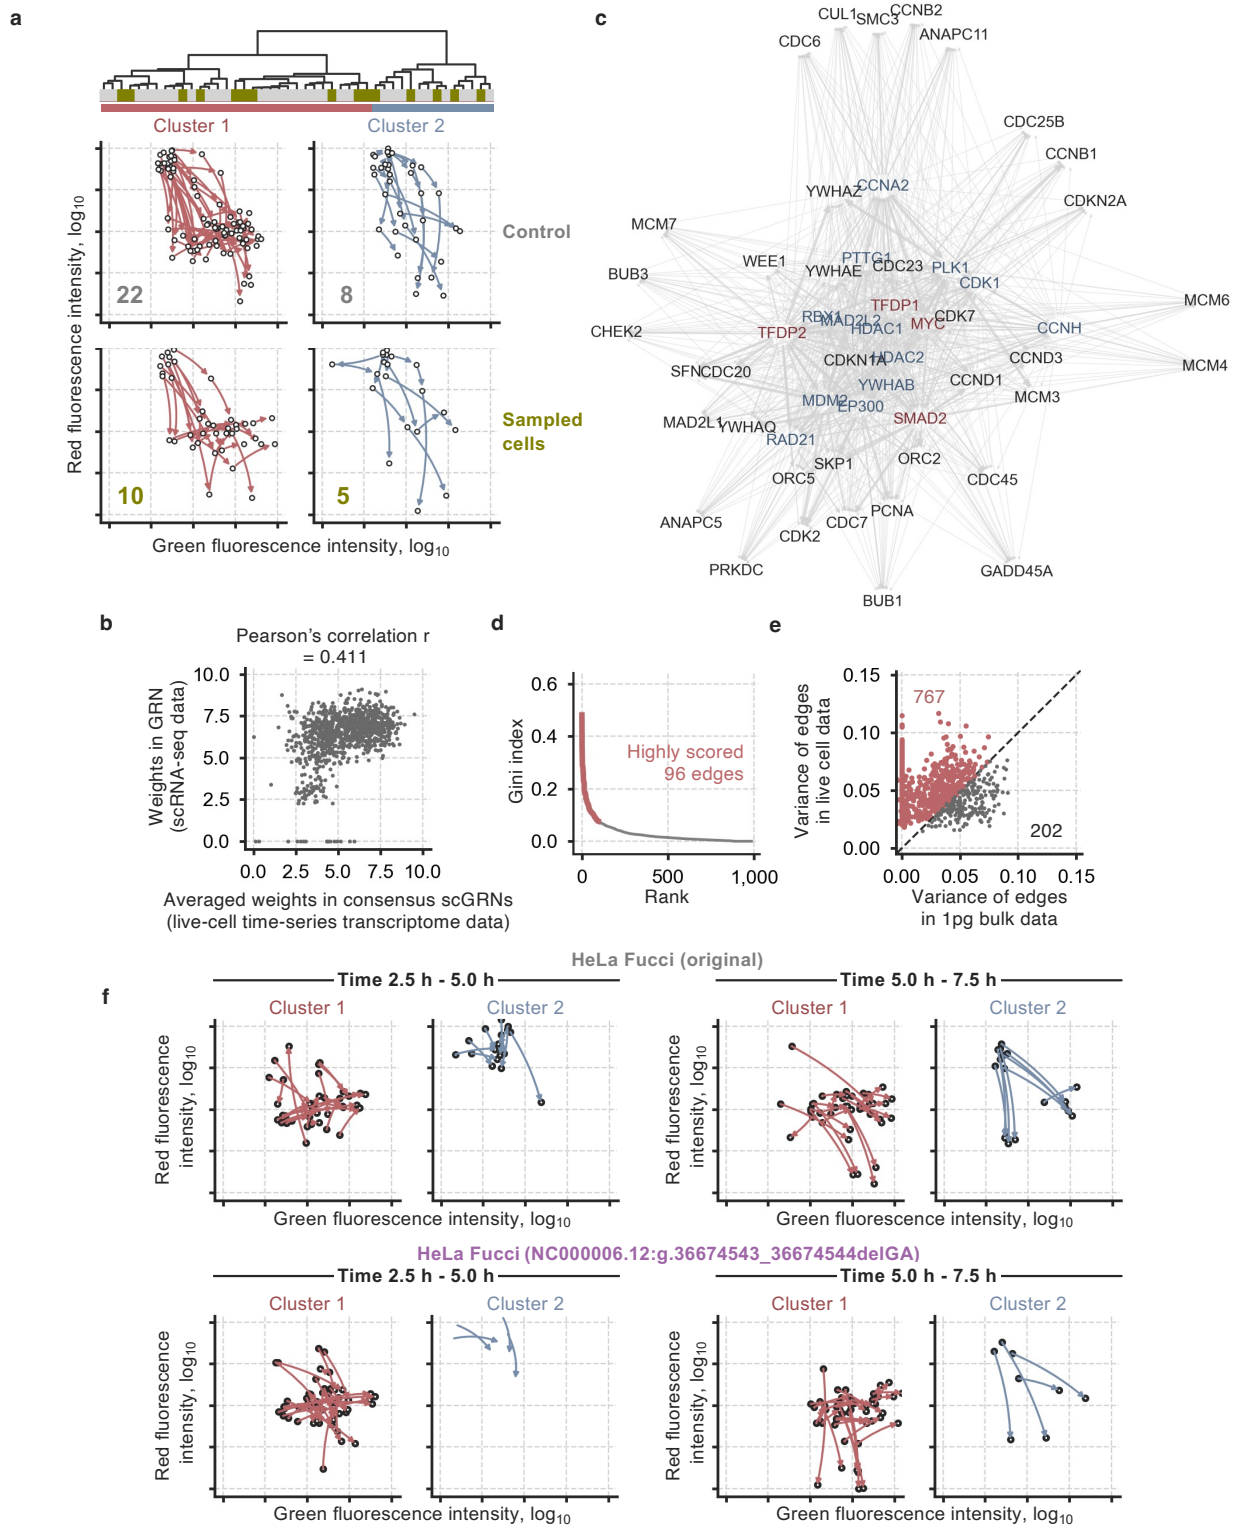 a
Cluster 1
Cluster 2
Red fluorescence intensity, log10
22
8
Control
10
5
Sampled
cells
Green fluorescence intensity, log10
c
CUL1
SMC3
CCNB2
CDC6
ANAPC11
CDC25B
CCNB1
CDKN2A
YWHAZ
CCNA2
MCM7
WEE1
PTTG1
YWHAE
CDC23
PLK1
CDK1
BUB3
MCM6
TFDP1
CDK7
RBX1
MAD2L2
MYC
HDAC1
CCNH
CHEK2
TFDP2
CDKN1A
HDAC2
CCND3
MCM4
SFN
CDC20
YWHAB
CCND1
MCM3
MDM2
EP300
SMAD2
MAD2L1
YWHAQ
RAD21
SKP1
ORC2
ORC5
CDC45
PCNA
ANAPC5
CDC7
CDK2
PRKDC
GADD45A
BUB1
b
Pearson's correlation r
= 0.411
Weights in GRN
(scRNA-seq data)
10.0
7.5
5.0
2.5
0.0
0.0 2.5 5.0 7.5 10.0
Averaged weights in consensus scGRNs
(live-cell time-series transcriptome data)
d
Gini index
0.6
0.4
0.2
0.0
Highly scored
96 edges
0 500 1,000
Rank
e
Variance of edges
in live cell data
0.15
0.10
0.05
0.00
767
202
0.00 0.05 0.10 0.15
Variance of edges
in 1pg bulk data
f
HeLa Fucci (original)
Time 2.5 h - 5.0 h
Time 5.0 h - 7.5 h
Cluster 1
Cluster 2
Cluster 1
Cluster 2
Red fluorescence
intensity, log10
Red fluorescence
intensity, log10
Green fluorescence intensity, log10
Green fluorescence intensity, log10
HeLa Fucci (NC000006.12:g.36674543_36674544delGA)
Time 2.5 h - 5.0 h
Time 5.0 h - 7.5 h
Cluster 1
Cluster 2
Cluster 1
Cluster 2
Red fluorescence
intensity, log10
Red fluorescence
intensity, log10
Green fluorescence intensity, log10
Green fluorescence intensity, log10